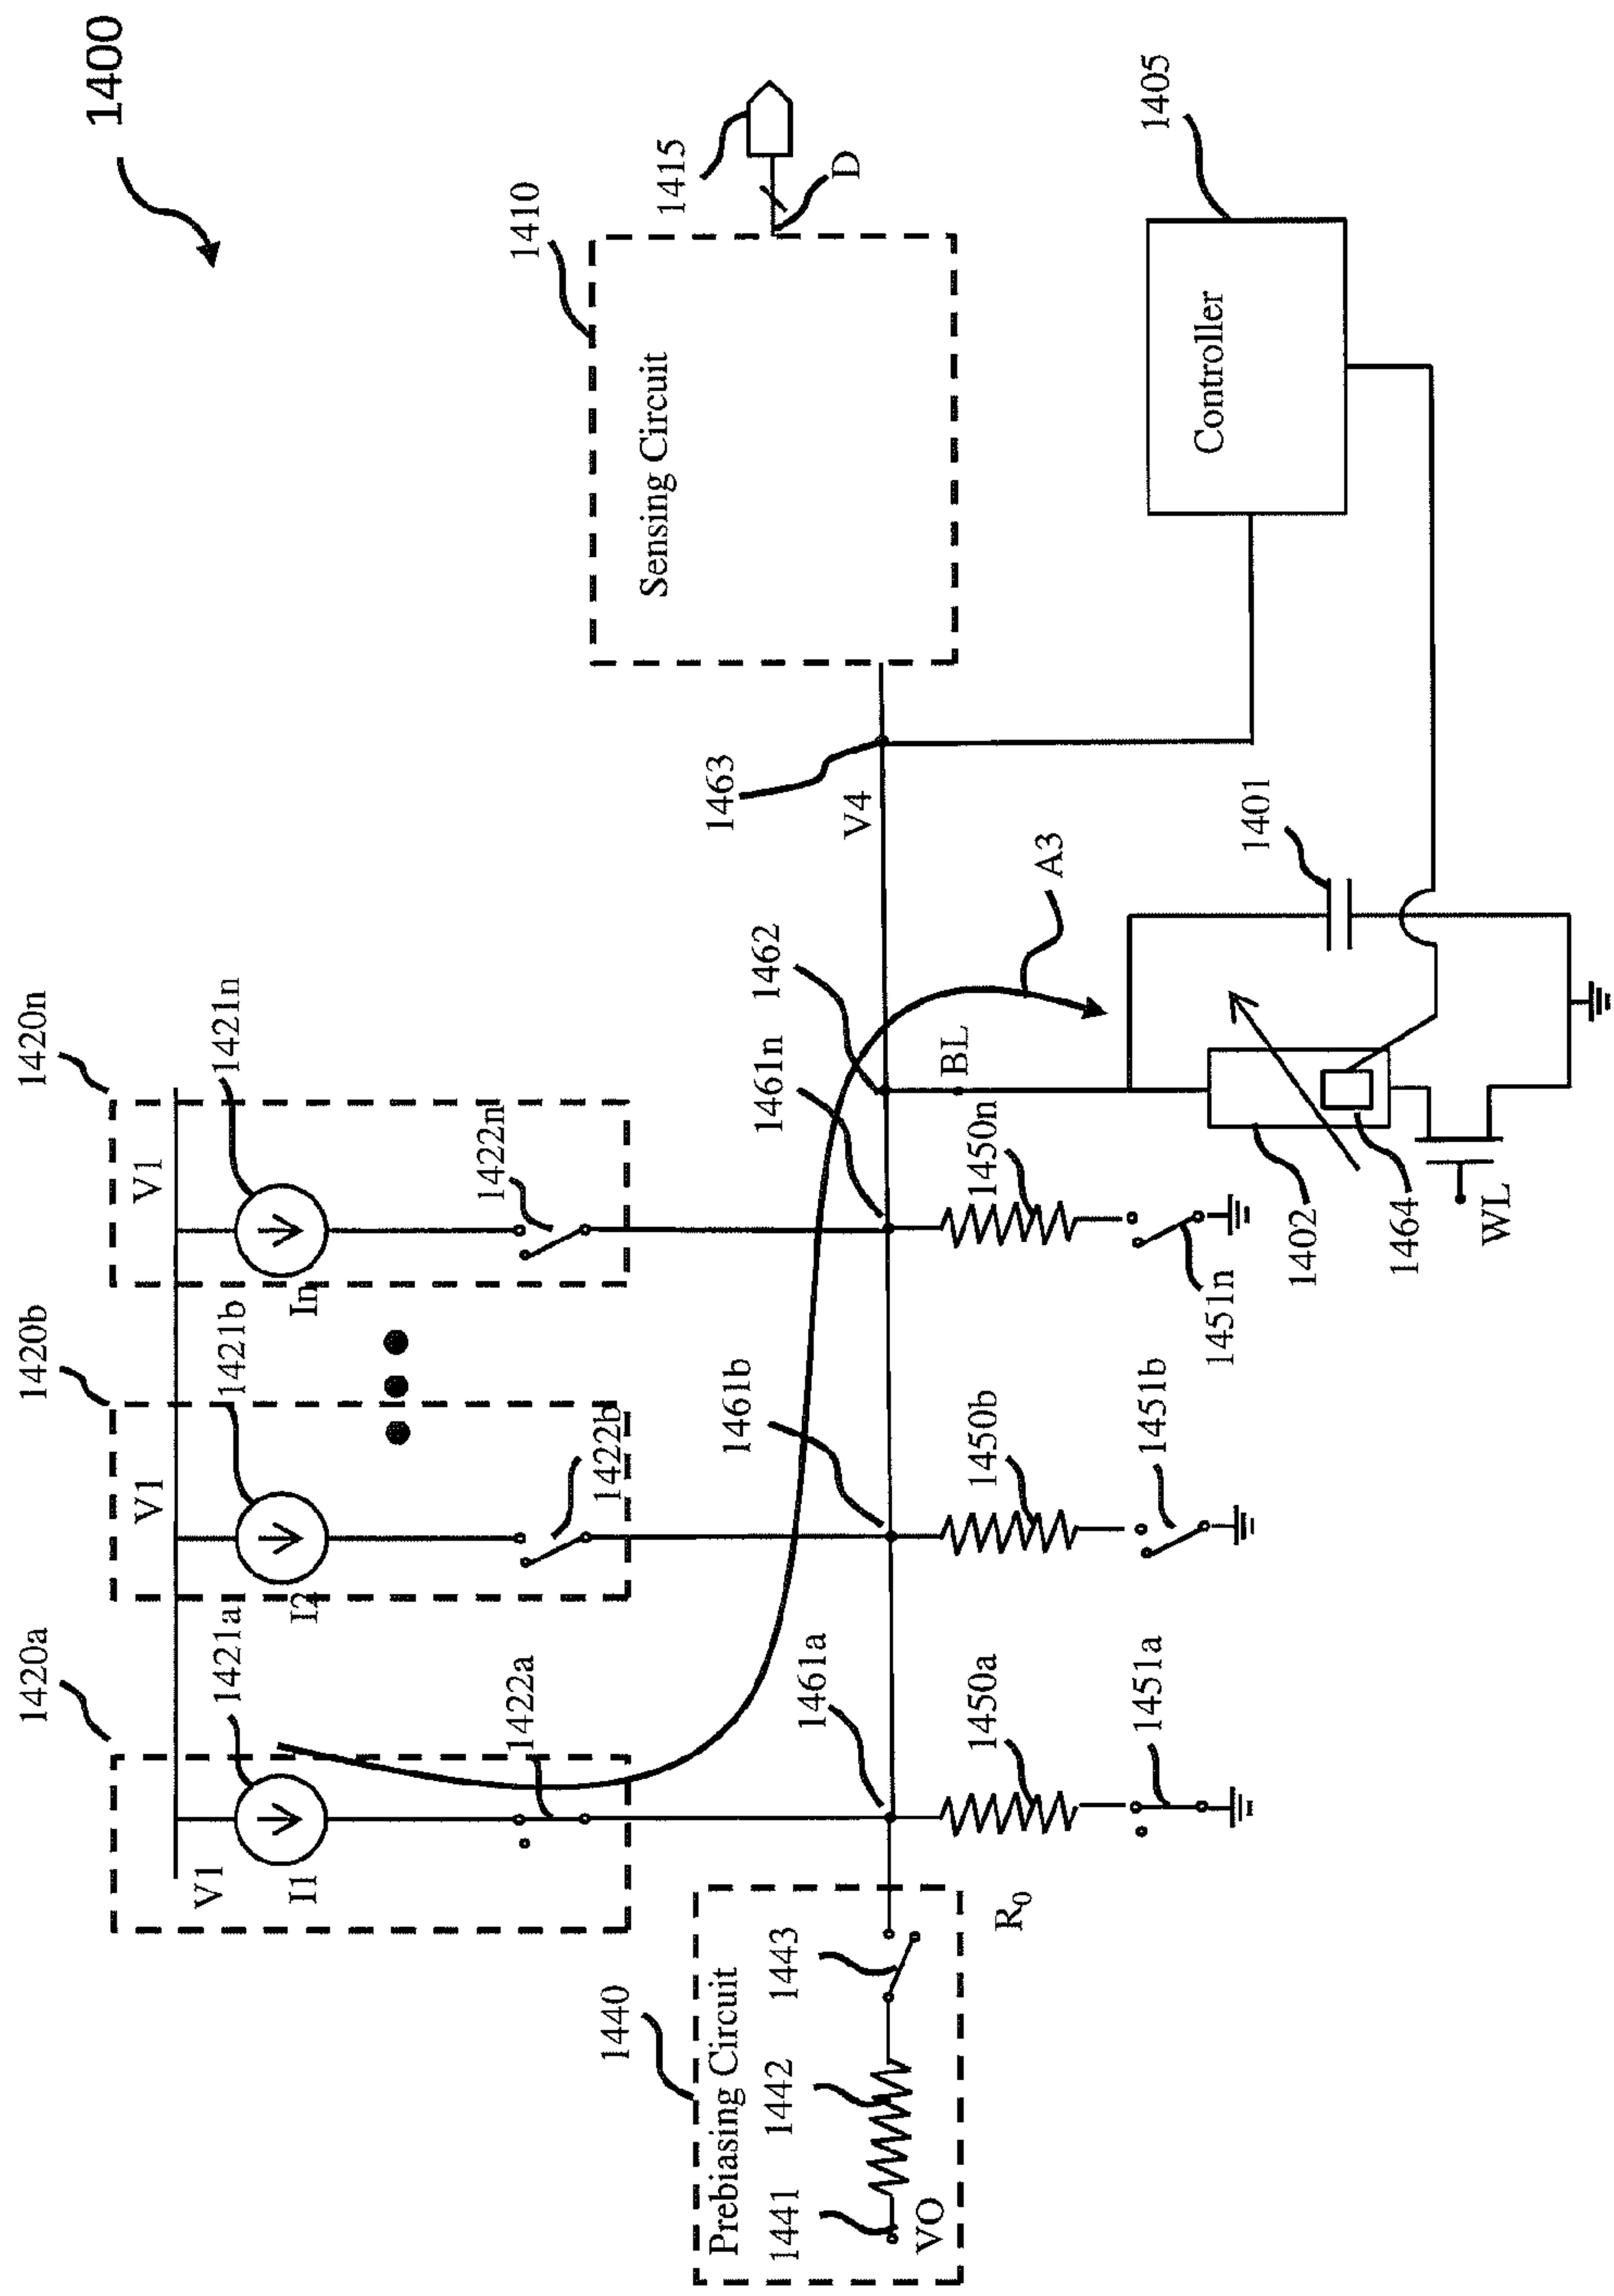 1400
1420a
1420b
1420n
V1
V1
V1
1421a
1421b
1421n
I1
I2
In
1422a
1422b
1422n
1410
Sensing Circuit
1415
D
1440
Prebiasing Circuit
1441
1442
1443
VO
1461a
1461b
1461n
1462
1463
V4
A3
BL
R0
1450a
1450b
1450n
1451a
1451b
1451n
1401
1402
1464
WL
Controller
1405